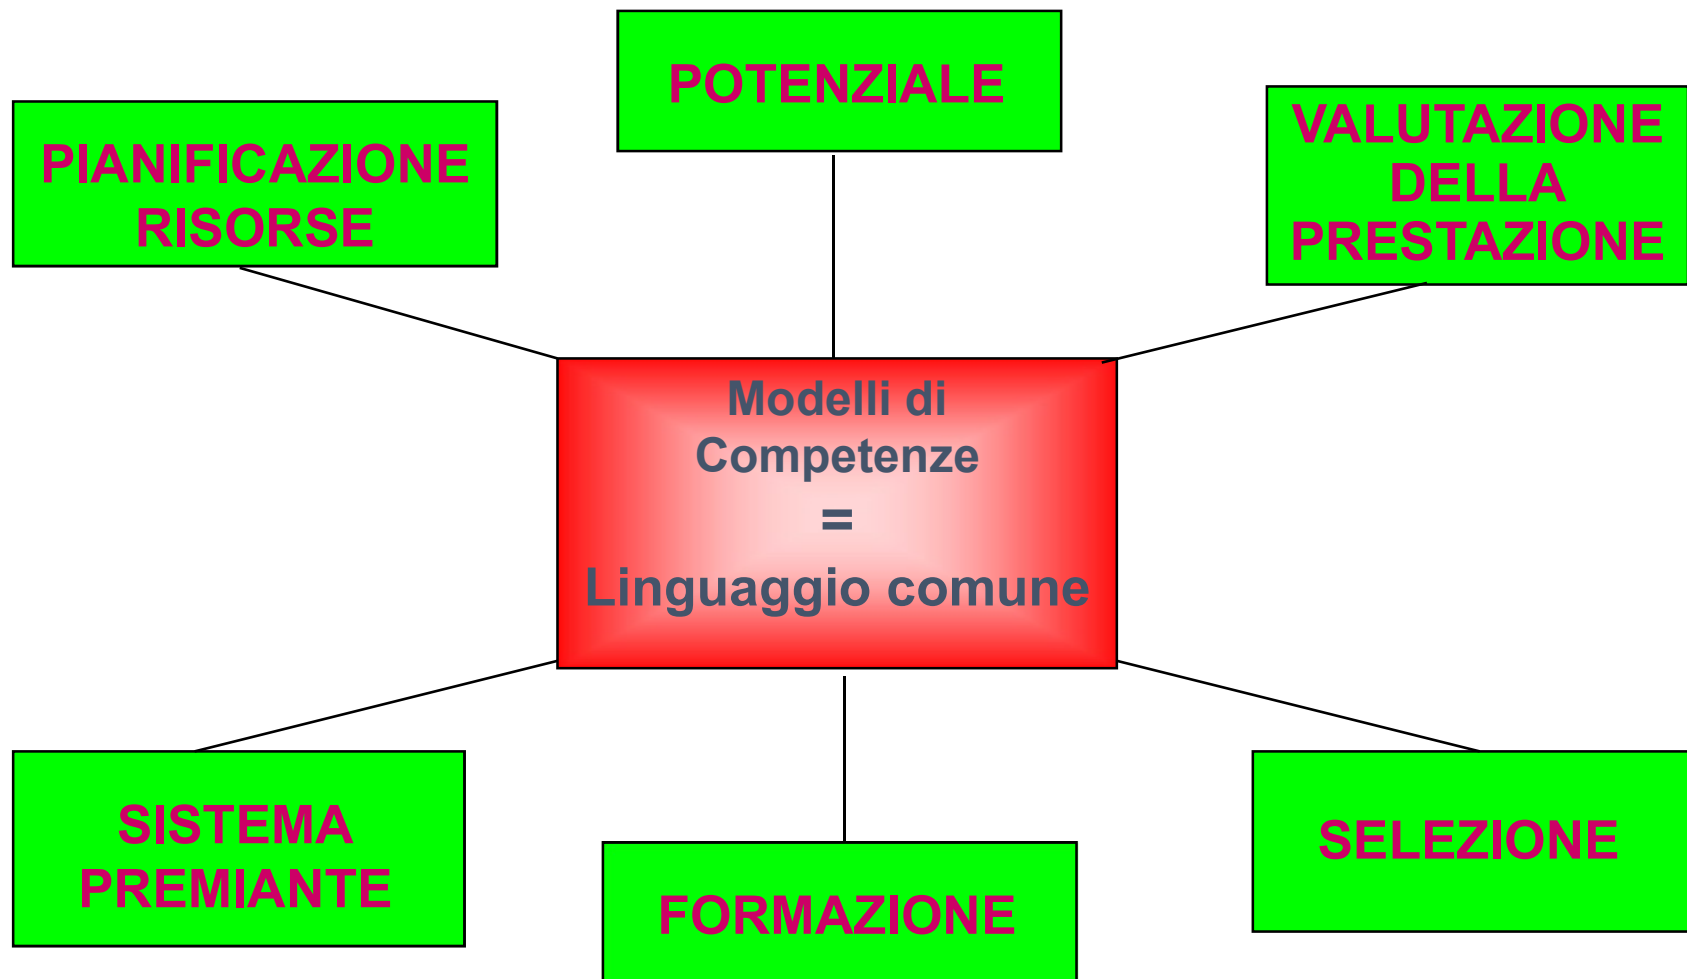 POTENZIALE
PIANIFICAZIONE
RISORSE
VALUTAZIONE
DELLA
PRESTAZIONE
Modelli di
Competenze
=
Linguaggio comune
SISTEMA
PREMIANTE
FORMAZIONE
SELEZIONE